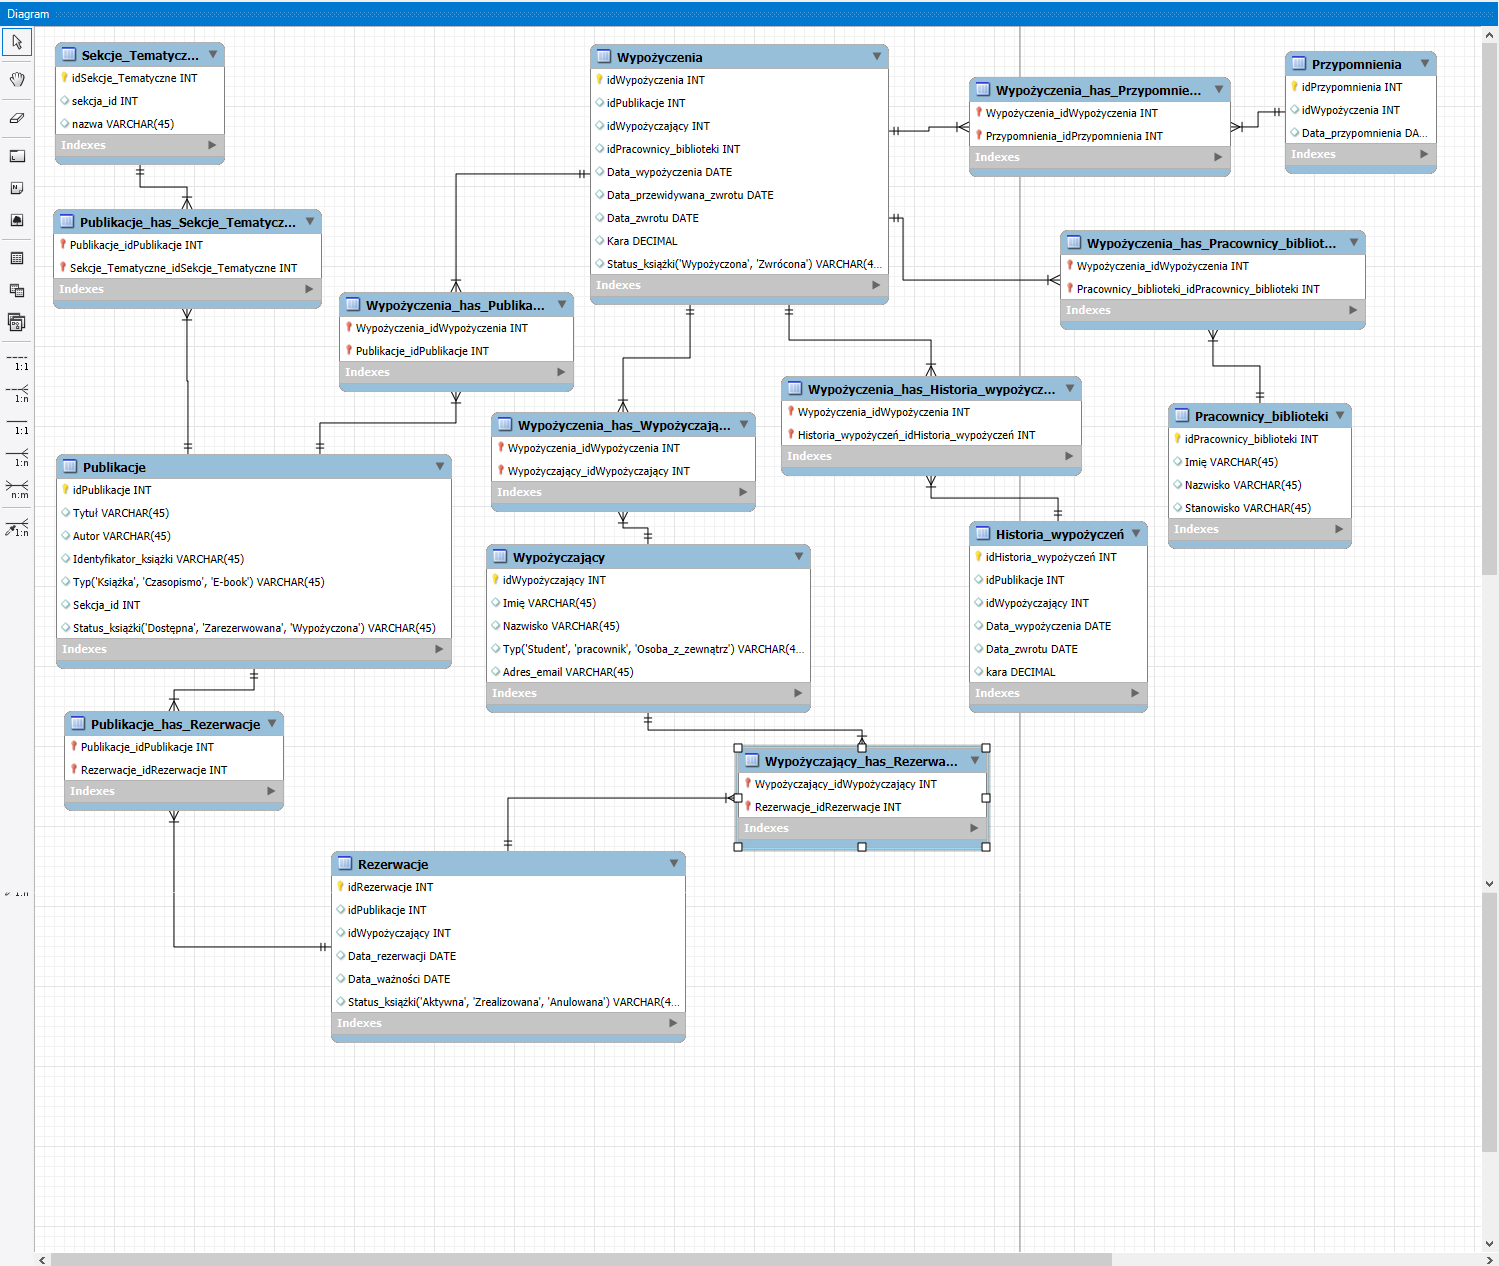 Diagram
Sekcje_Tematycz...
idSekcje_Tematyczne INT
sekcja_id INT
nazwa VARCHAR(45)
Indexes
Wypożyczenia
idWypożyczenia INT
idPublikacje INT
idWypożyczający INT
idPracownicy_biblioteki INT
Data_wypożyczenia DATE
Data_przewidywana_zwrotu DATE
Data_zwrotu DATE
Kara DECIMAL
Status_książki('Wypożyczona', 'Zwrócona') VARCHAR(4...
Indexes
Wypożyczenia_has_Przypomnie...
Wypożyczenia_idWypożyczenia INT
Przypomnienia_idPrzypomnienia INT
Indexes
Przypomnienia
idPrzypomnienia INT
idWypożyczenia INT
Data_przypomnienia DA...
Indexes
Publikacje_has_Sekcje_Tematycz...
Publikacje_idPublikacje INT
Sekcje_Tematyczne_idSekcje_Tematyczne INT
Indexes
Wypożyczenia_has_Publika...
Wypożyczenia_idWypożyczenia INT
Publikacje_idPublikacje INT
Indexes
Wypożyczenia_has_Pracownicy_bibliot...
Wypożyczenia_idWypożyczenia INT
Pracownicy_biblioteki_idPracownicy_biblioteki INT
Indexes
Wypożyczenia_has_Wypożyczają...
Wypożyczenia_idWypożyczenia INT
Wypożyczający_idWypożyczający INT
Indexes
Wypożyczenia_has_Historia_wypożycz...
Wypożyczenia_idWypożyczenia INT
Historia_wypożyczeń_idHistoria_wypożyczeń INT
Indexes
Pracownicy_biblioteki
idPracownicy_biblioteki INT
Imię VARCHAR(45)
Nazwisko VARCHAR(45)
Stanowisko VARCHAR(45)
Indexes
Publikacje
idPublikacje INT
Tytuł VARCHAR(45)
Autor VARCHAR(45)
Identyfikator_książki VARCHAR(45)
Typ('Książka', 'Czasopismo', 'E-book') VARCHAR(45)
Sekcja_id INT
Status_książki('Dostępna', 'Zarezerwowana', 'Wypożyczona') VARCHAR(45)
Indexes
Wypożyczający
idWypożyczający INT
Imię VARCHAR(45)
Nazwisko VARCHAR(45)
Typ('Student', 'pracownik', 'Osoba_z_zewnątrz') VARCHAR(4...
Adres_email VARCHAR(45)
Indexes
Historia_wypożyczeń
idHistoria_wypożyczeń INT
idPublikacje INT
idWypożyczający INT
Data_wypożyczenia DATE
Data_zwrotu DATE
kara DECIMAL
Indexes
Publikacje_has_Rezerwacje
Publikacje_idPublikacje INT
Rezerwacje_idRezerwacje INT
Indexes
Wypożyczający_has_Rezerwa...
Wypożyczający_idWypożyczający INT
Rezerwacje_idRezerwacje INT
Indexes
Rezerwacje
idRezerwacje INT
idPublikacje INT
idWypożyczający INT
Data_rezerwacji DATE
Data_ważności DATE
Status_książki('Aktywna', 'Zrealizowana', 'Anulowana') VARCHAR(4...
Indexes
1:1
1:n
1:1
1:n
n:m
1:n